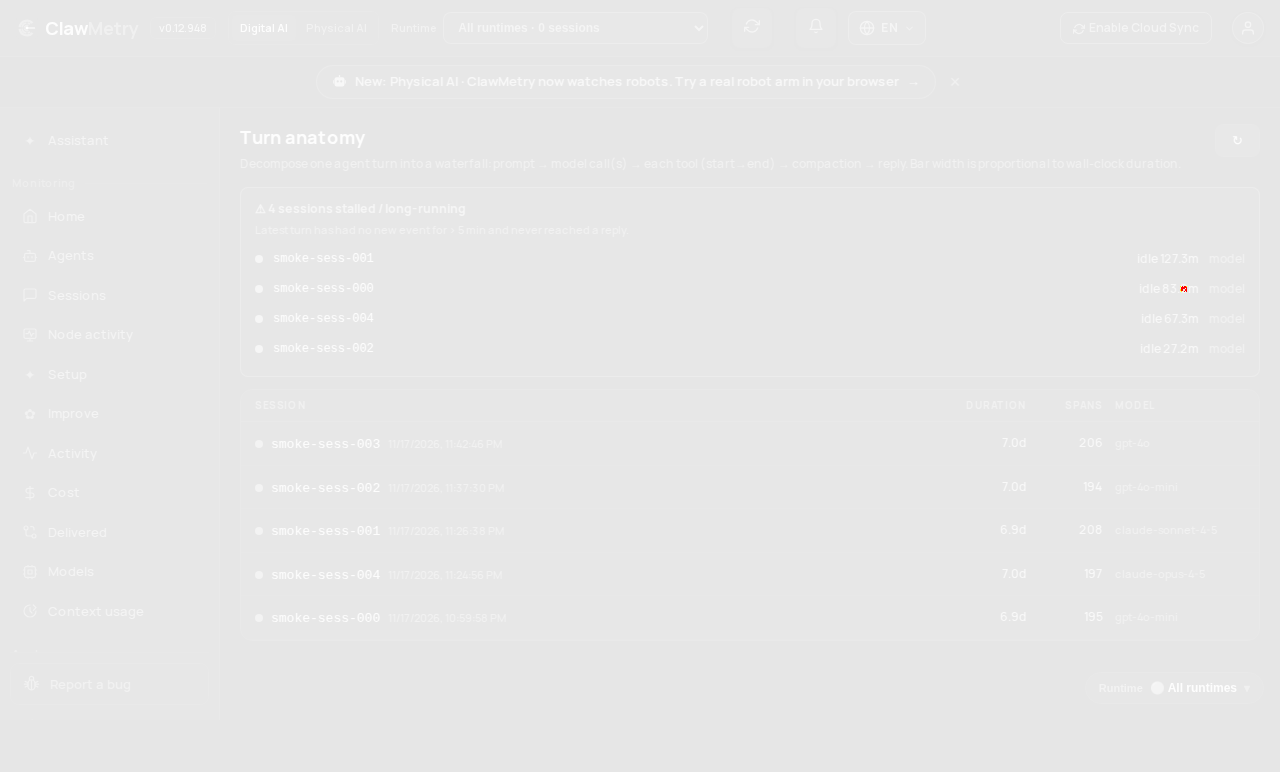 ClawMetry v0.12.948 Digital AI Physical AI Runtime All runtimes - 0 sessions EN Enable Cloud Sync
New: Physical AI · ClawMetry now watches robots. Try a real robot arm in your browser → ×
Assistant
Monitoring
Home
Agents
Sessions
Node activity
Setup
Improve
Activity
Cost
Delivered
Models
Context usage
Report a bug
Turn anatomy
Decompose one agent turn into a waterfall: prompt → model call(s) → each tool (start→end) → compaction → reply. Bar width is proportional to wall-clock duration.
⚠ 4 sessions stalled / long-running
Latest turn has had no new event for > 5 min and never reached a reply.
smoke-sess-001 idle 127.3m model
smoke-sess-000 idle model
smoke-sess-004 idle 67.3m model
smoke-sess-002 idle 27.2m model
SESSION DURATION SPANS MODEL
smoke-sess-003 11/17/2026, 11:42:46 PM 7.0d 206 gpt-4o
smoke-sess-002 11/17/2026, 11:37:30 PM 7.0d 194 gpt-4o-mini
smoke-sess-001 11/17/2026, 11:26:38 PM 6.9d 208 claude-sonnet-4-5
smoke-sess-004 11/17/2026, 11:24:56 PM 7.0d 197 claude-opus-4-5
smoke-sess-000 11/17/2026, 10:59:50 PM 6.9d 195 gpt-4o-mini
Runtime All runtimes ▾